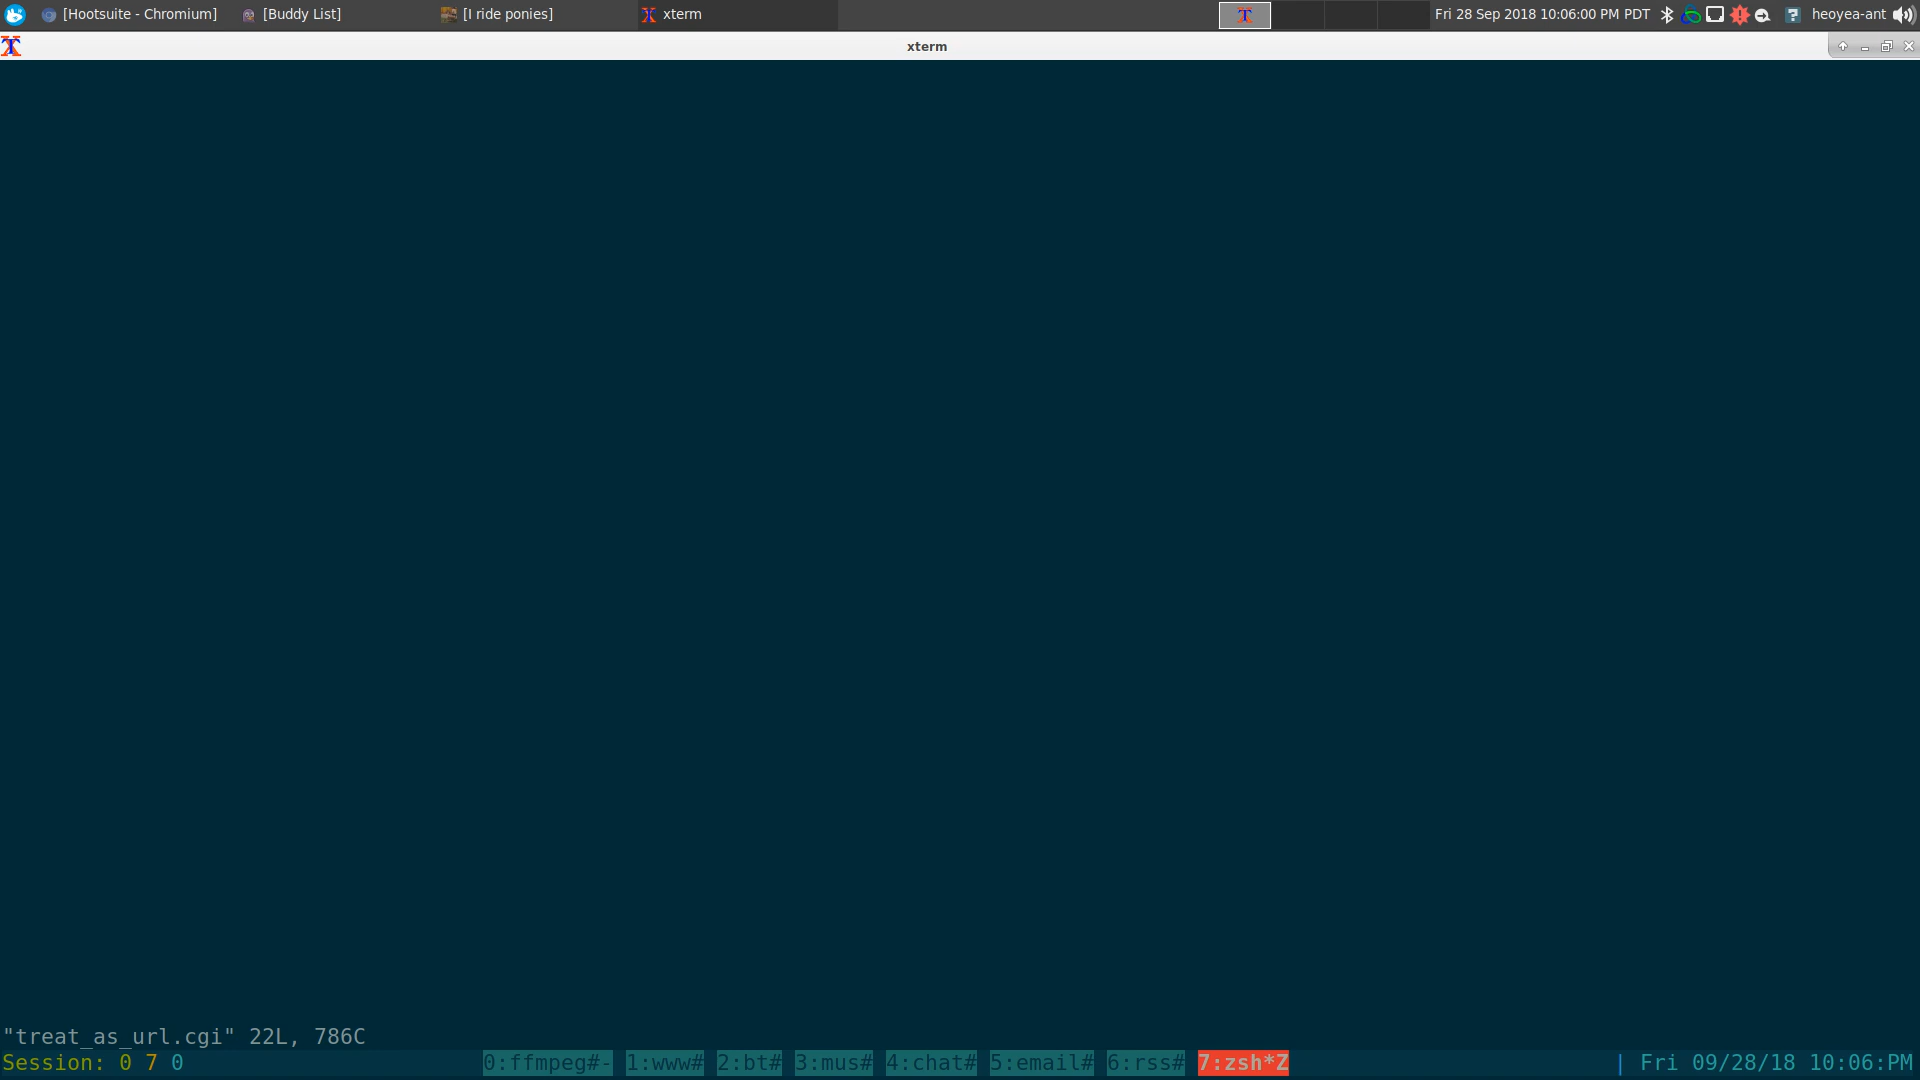 [Hootsuite - Chromium] [Buddy List] [I ride ponies] xterm Fri 28 Sep 2018 10:06:00 PM PDT heoyea-ant
xterm
"treat_as_url.cgi" 22L, 786C
Session: 0 7 0 0:ffmpeg#- 1:www# 2:bt# 3:mus# 4:chat# 5:email# 6:rss# 7:zsh*Z | Fri 09/28/18 10:06:PM